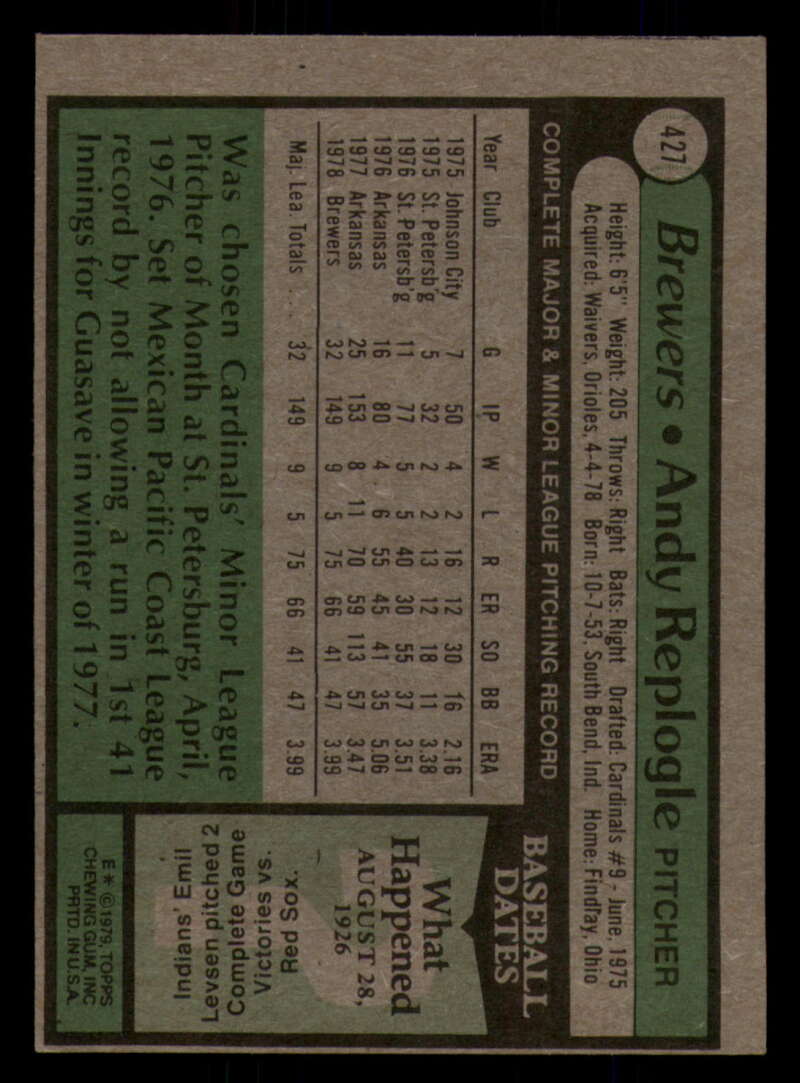 427
Brewers • Andy Replogle PITCHER
Height: 6'5" Weight: 205 Throws: Right Bats: Right Drafted: Cardinals #9 - June, 1975
Acquired: Waivers, Orioles, 4-4-78 Born: 10-7-53, South Bend, Ind. Home: Findlay, Ohio
COMPLETE MAJOR & MINOR LEAGUE PITCHING RECORD
Year Club G IP W L R ER SO BB ERA
1975 Johnson City 7 50 4 2 16 12 30 16 2.16
1975 St. Petersb'g 5 32 2 2 13 12 18 11 3.38
1976 St. Petersb'g 11 77 5 5 40 30 55 37 3.51
1976 Arkansas 16 80 4 6 55 45 41 35 5.06
1977 Arkansas 25 153 8 11 70 59 113 57 3.47
1978 Brewers 32 149 9 5 75 66 41 47 3.99
Maj. Lea. Totals . . . 32 149 9 5 75 66 41 47 3.99
Was chosen Cardinals' Minor League
Pitcher of Month at St. Petersburg, April,
1976. Set Mexican Pacific Coast League
record by not allowing a run in 1st 41
Innings for Guasave in winter of 1977.
BASEBALL
DATES
What
Happened
AUGUST 28,
1926
Indians' Emil
Levsen pitched 2
Complete Game
Victories vs.
Red Sox.
E * © 1979, TOPPS
CHEWING GUM, INC
PRTD. IN U.S.A.